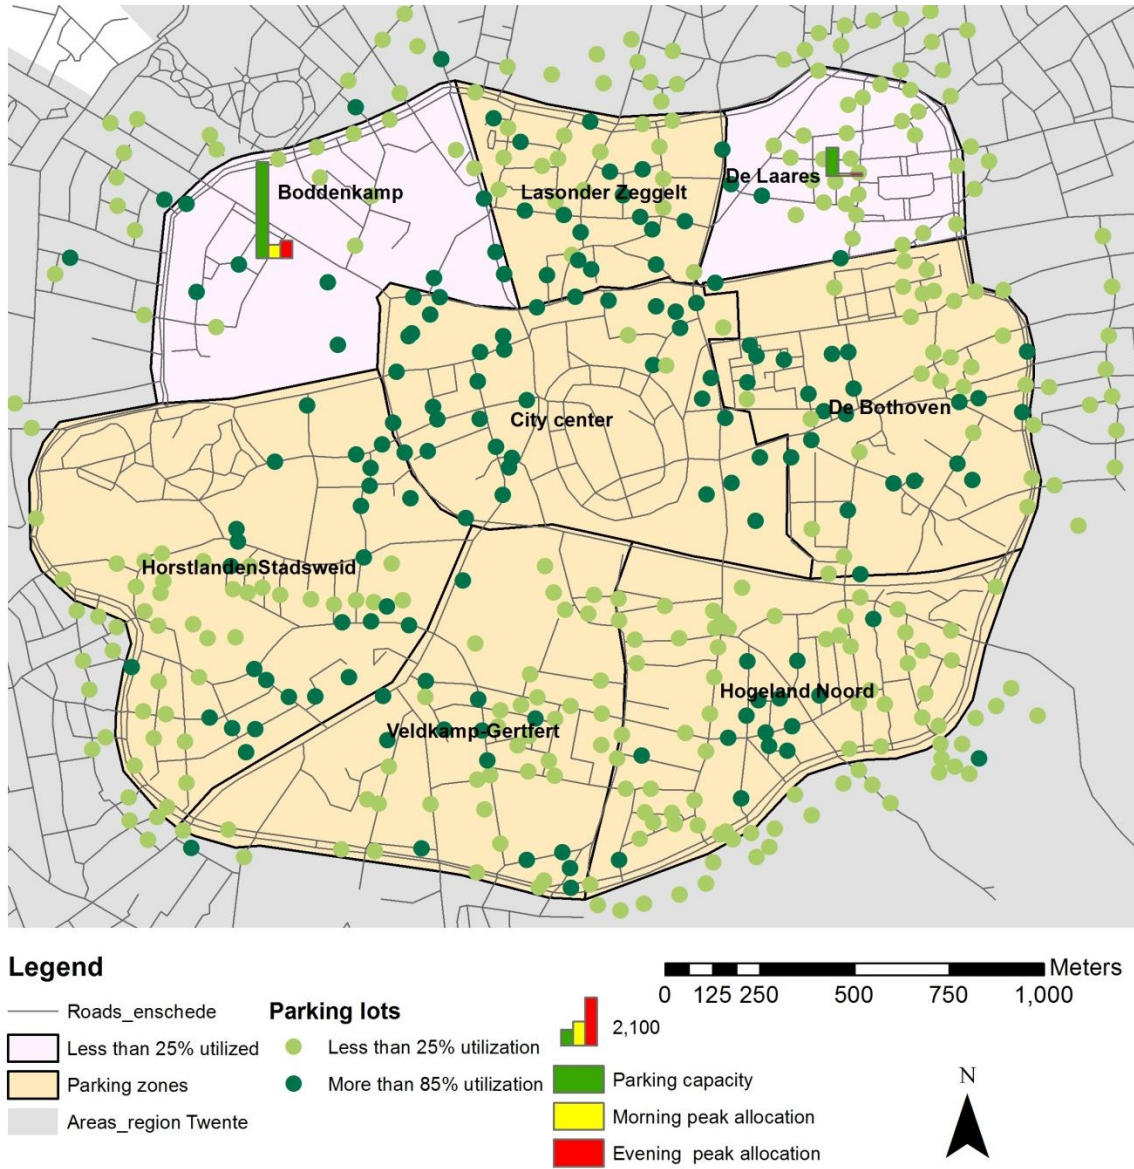 Boddenkamp
Lasonder Zeggelt
De Laares
City center
De Bothoven
HorstlandenStadsweid
Hogeland Noord
Veldkamp-Gertfert
Legend
Roads_enschede
Less than 25% utilized
Parking zones
Areas_region Twente
Parking lots
Less than 25% utilization
More than 85% utilization
2,100
Parking capacity
Morning peak allocation
Evening peak allocation
Meters
0 125 250 500 750 1,000
N